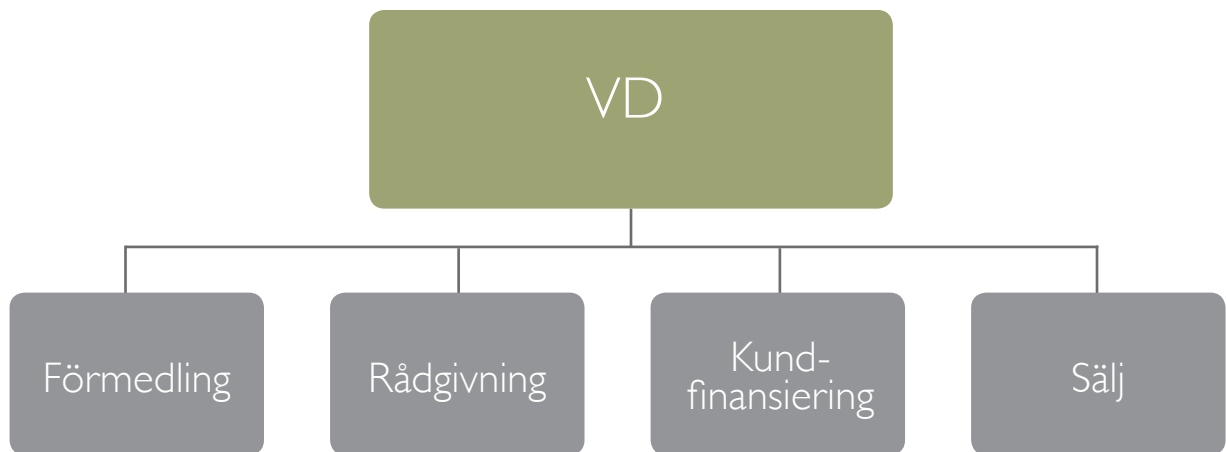 VD
Förmedling
Rådgivning
Kund-
finansiering
Sälj